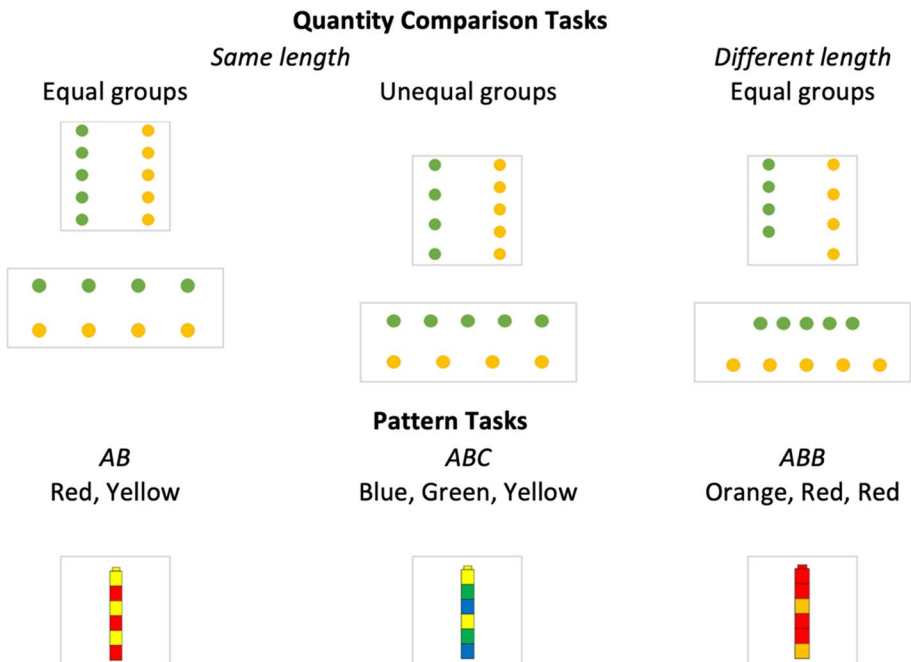 Quantity Comparison Tasks
Same length
Different length
Equal groups
Unequal groups
Equal groups
Pattern Tasks
AB
ABC
ABB
Red, Yellow
Blue, Green, Yellow
Orange, Red, Red